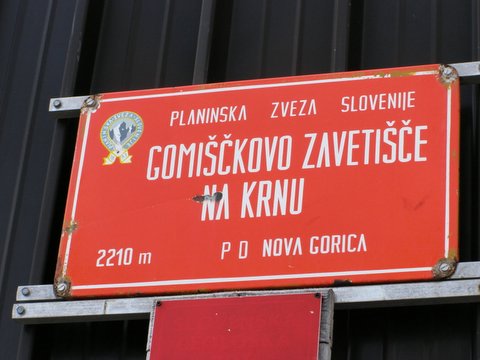 PLANINSKA ZVEZA SLOVENIJE
GOMIŠČKOVO ZAVETIŠČE
NA KRNU
2210 m P D NOVA GORICA